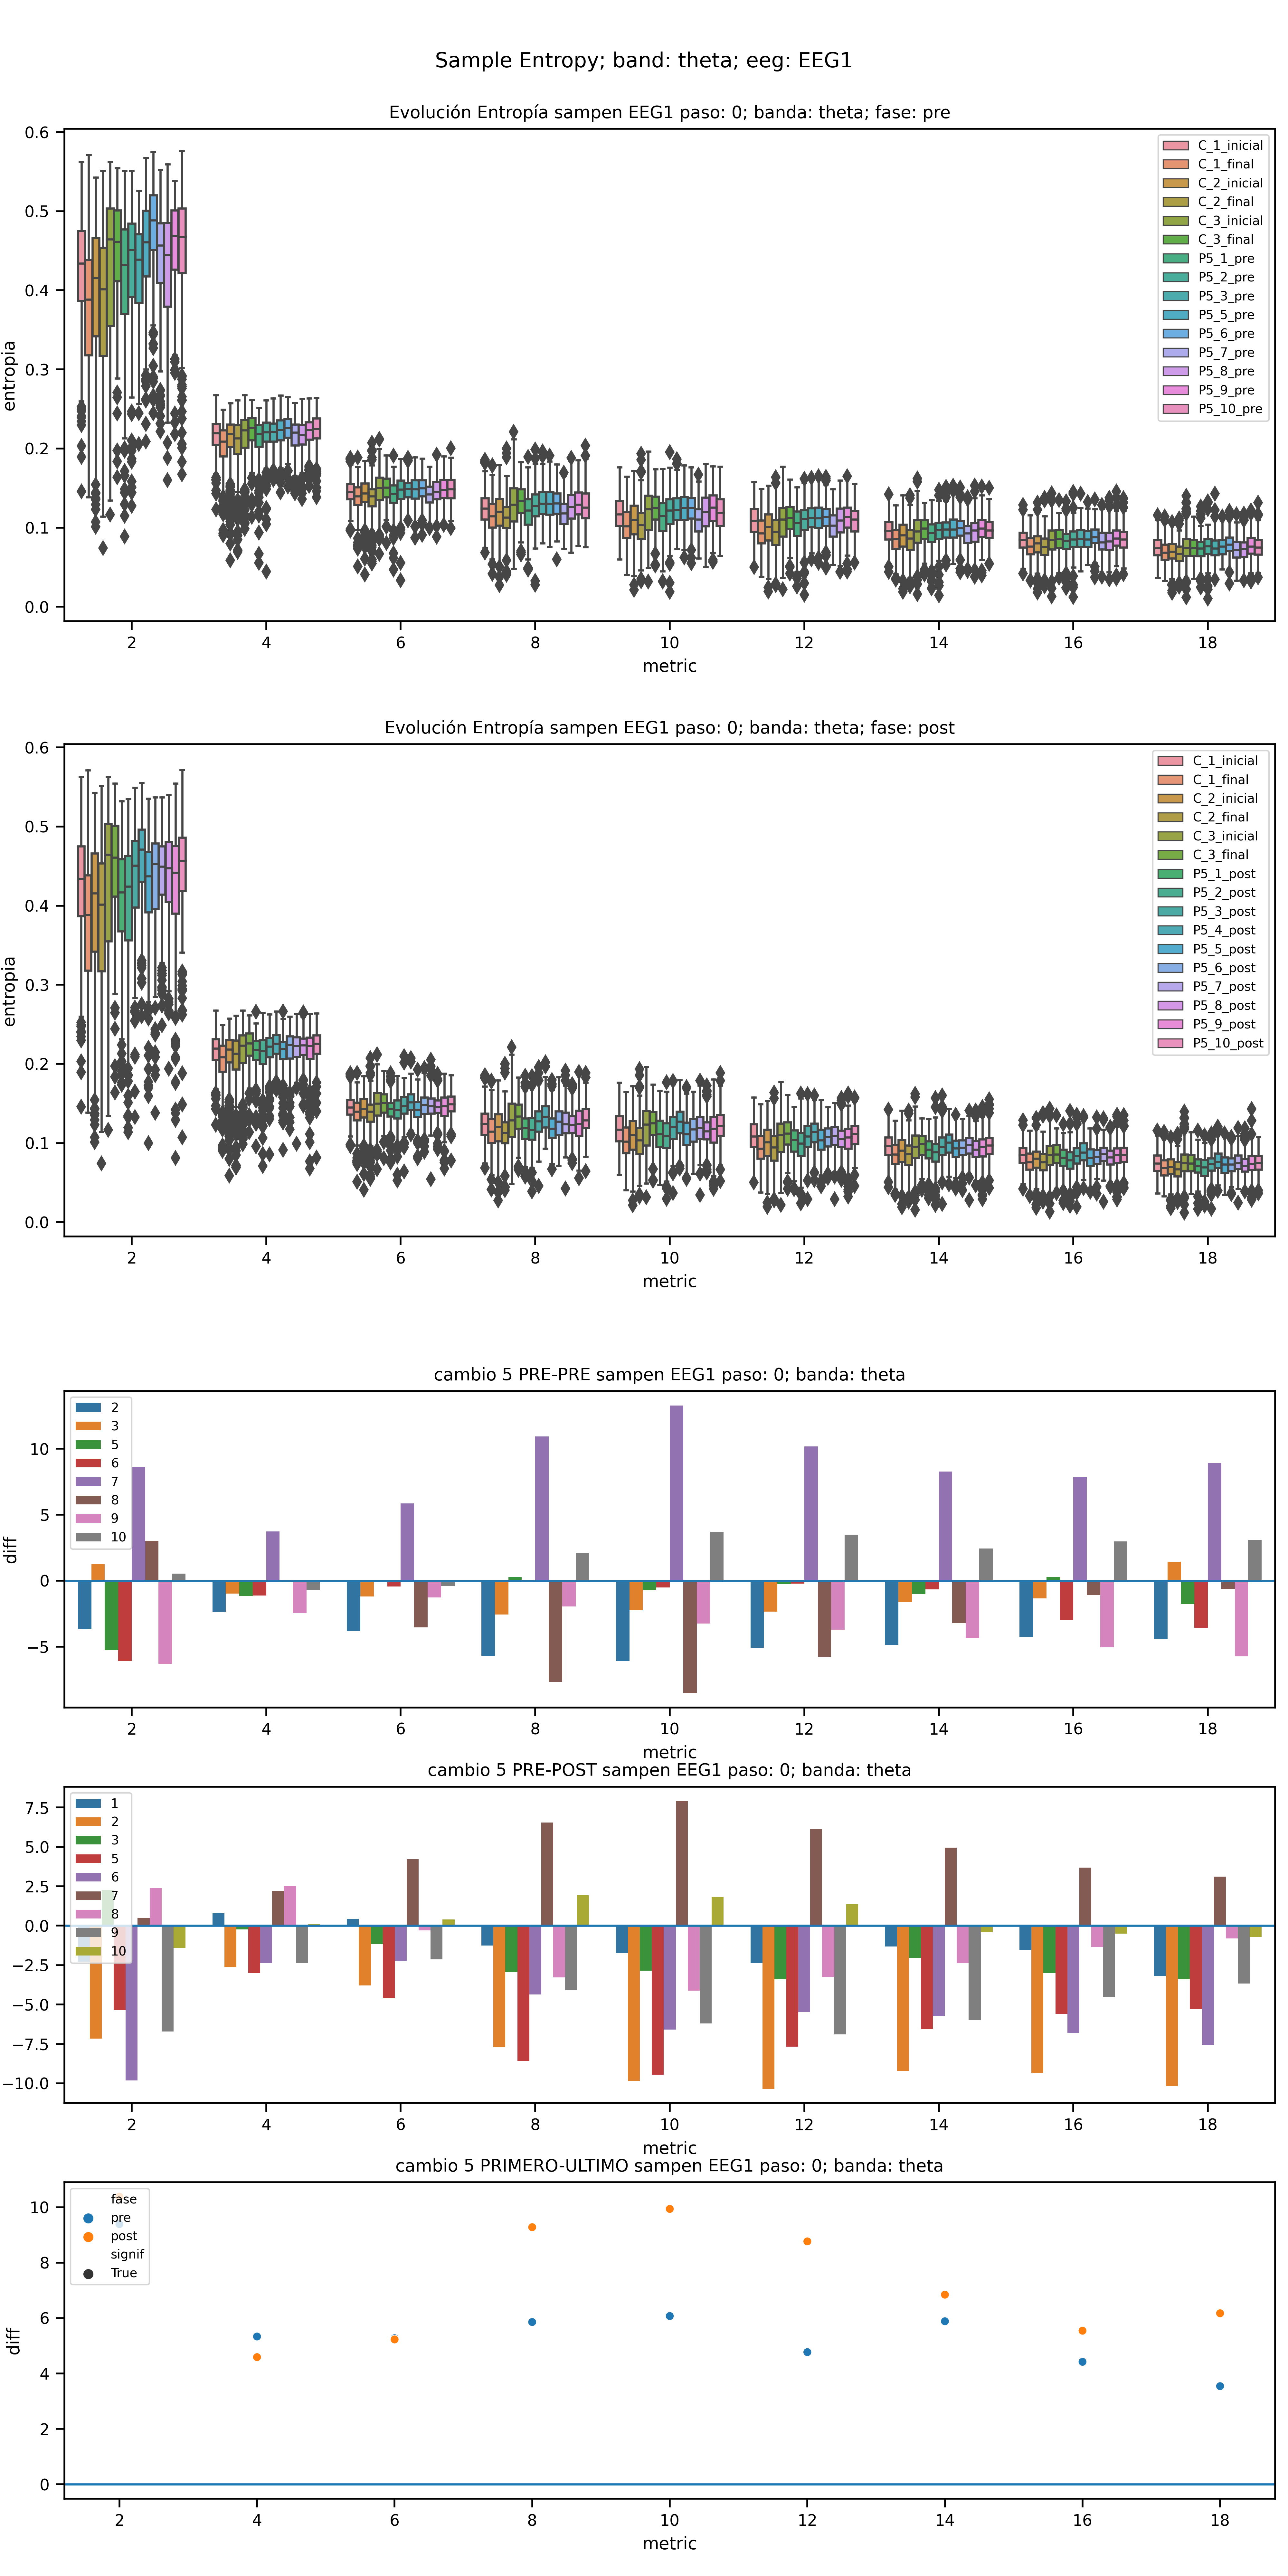 Sample Entropy; band: theta; eeg: EEG1
Evolución Entropía sampen EEG1 paso: 0; banda: theta; fase: pre
entropia
0.6
0.5
0.4
0.3
0.2
0.1
0.0
C_1_inicial
C_1_final
C_2_inicial
C_2_final
C_3_inicial
C_3_final
P5_1_pre
P5_2_pre
P5_3_pre
P5_5_pre
P5_6_pre
P5_7_pre
P5_8_pre
P5_9_pre
P5_10_pre
2 4 6 8 10 12 14 16 18
metric
Evolución Entropía sampen EEG1 paso: 0; banda: theta; fase: post
entropia
0.6
0.5
0.4
0.3
0.2
0.1
0.0
C_1_inicial
C_1_final
C_2_inicial
C_2_final
C_3_inicial
C_3_final
P5_1_post
P5_2_post
P5_3_post
P5_4_post
P5_5_post
P5_6_post
P5_7_post
P5_8_post
P5_9_post
P5_10_post
2 4 6 8 10 12 14 16 18
metric
cambio 5 PRE-PRE sampen EEG1 paso: 0; banda: theta
diff
10
5
0
−5
2
3
5
6
7
8
9
10
2 4 6 8 10 12 14 16 18
metric
cambio 5 PRE-POST sampen EEG1 paso: 0; banda: theta
7.5
5.0
2.5
0.0
−2.5
−5.0
−7.5
−10.0
1
2
3
5
6
7
8
9
10
2 4 6 8 10 12 14 16 18
metric
cambio 5 PRIMERO-ULTIMO sampen EEG1 paso: 0; banda: theta
diff
10
8
6
4
2
0
fase
pre
post
signif
True
2 4 6 8 10 12 14 16 18
metric